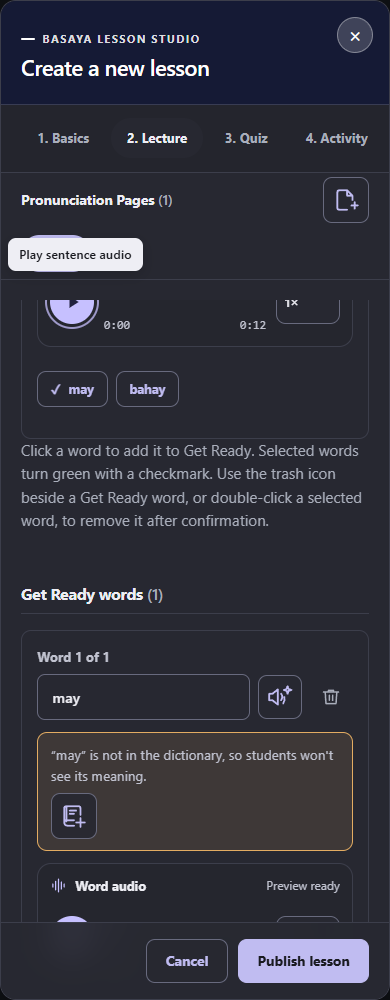 — BASAYA LESSON STUDIO
Create a new lesson
1. Basics 2. Lecture 3. Quiz 4. Activity
Pronunciation Pages (1)
Play sentence audio
1×
0:00 0:12
✓ may bahay
Click a word to add it to Get Ready. Selected words
turn green with a checkmark. Use the trash icon
beside a Get Ready word, or double-click a selected
word, to remove it after confirmation.
Get Ready words (1)
Word 1 of 1
may
“may” is not in the dictionary, so students won't
see its meaning.
Word audio Preview ready
Cancel Publish lesson